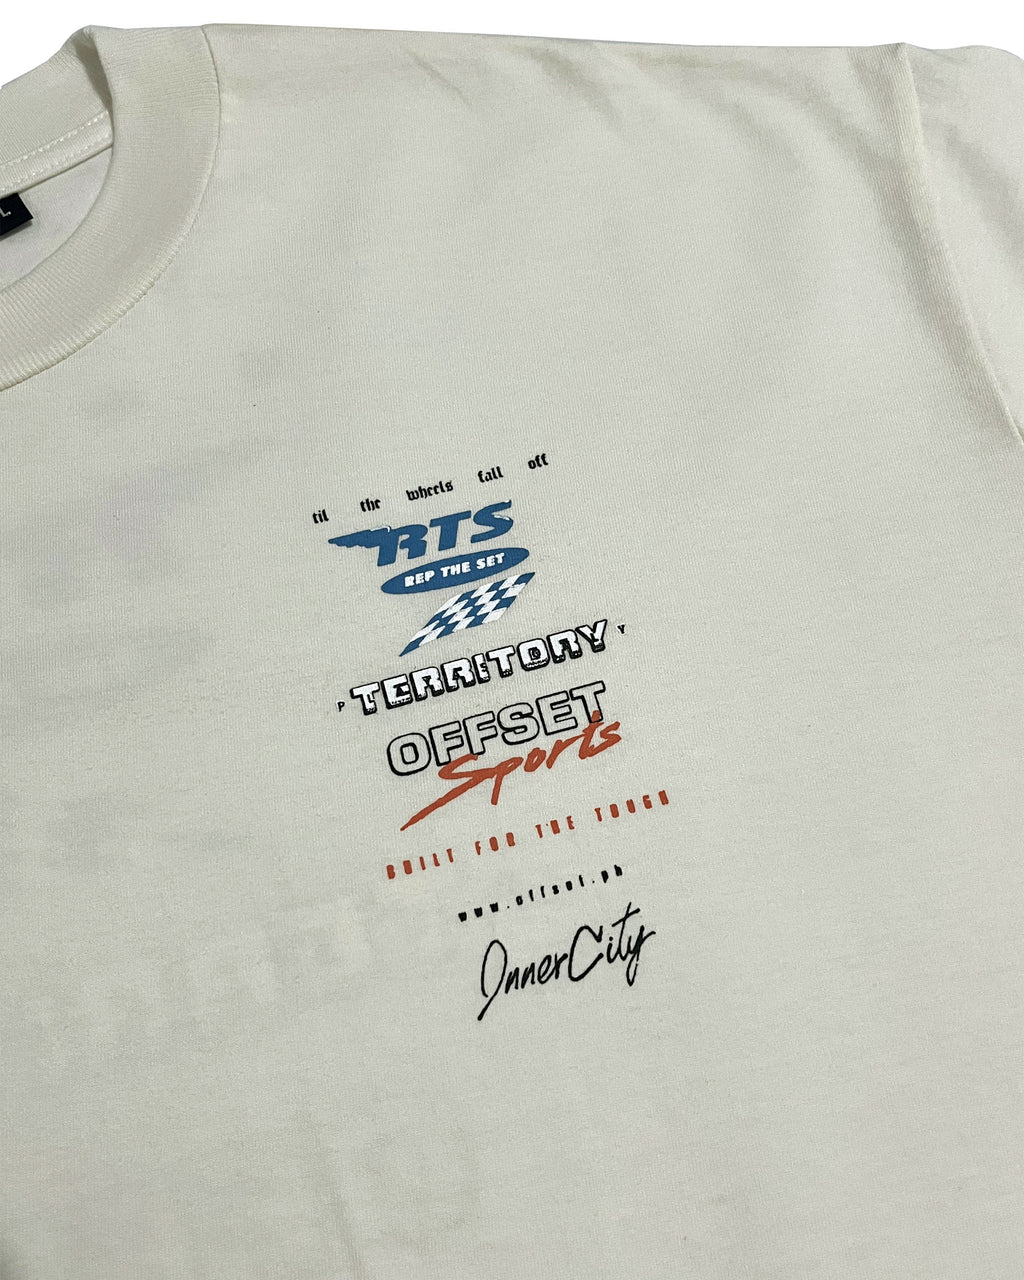 L
til the wheels fall off
RTS
REP THE SET
P TERRITORY Y
OFFSET
Sports
BUILT FOR THE TOUGH
www.offset.ph
InnerCity